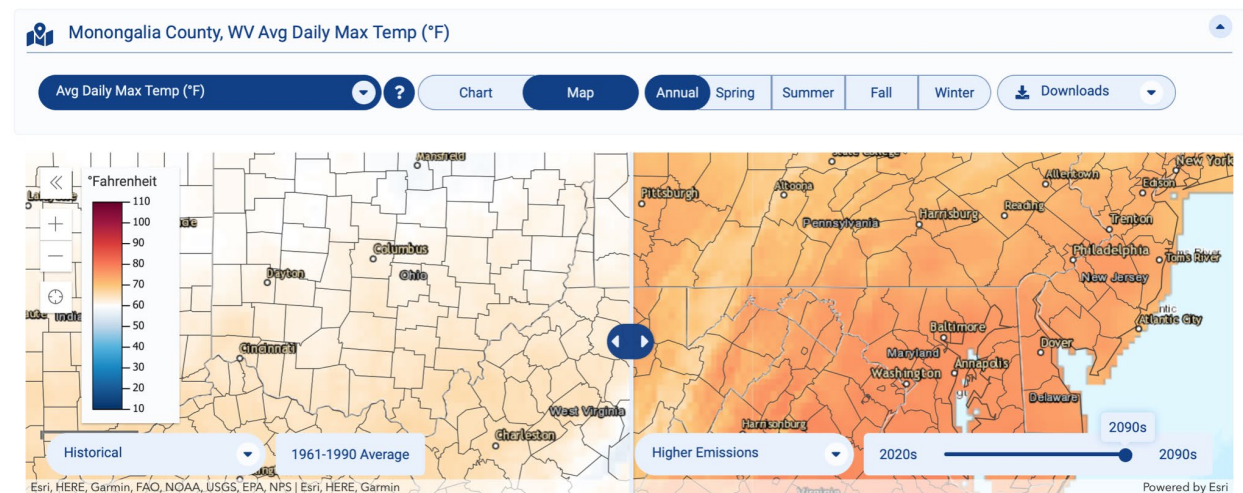 Monongalia County, WV Avg Daily Max Temp (°F)
Avg Daily Max Temp (°F)
?
Chart
Map
Annual
Spring
Summer
Fall
Winter
Downloads
°Fahrenheit
110
100
90
80
70
60
50
40
30
20
10
Mansfield
Columbus
Dayton
Ohio
Cincinnati
West Virginia
Charleston
Pittsburgh
Altoona
Pennsylvania
Harrisburg
Reading
Allentown
New York
Edison
Trenton
Philadelphia
Toms River
New Jersey
Atlantic City
Baltimore
Maryland
Washington
Annapolis
Dover
Delaware
Harrisonburg
Virginia
Historical
1961-1990 Average
Higher Emissions
2020s
2090s
2090s
Esri, HERE, Garmin, FAO, NOAA, USGS, EPA, NPS | Esri, HERE, Garmin
Powered by Esri